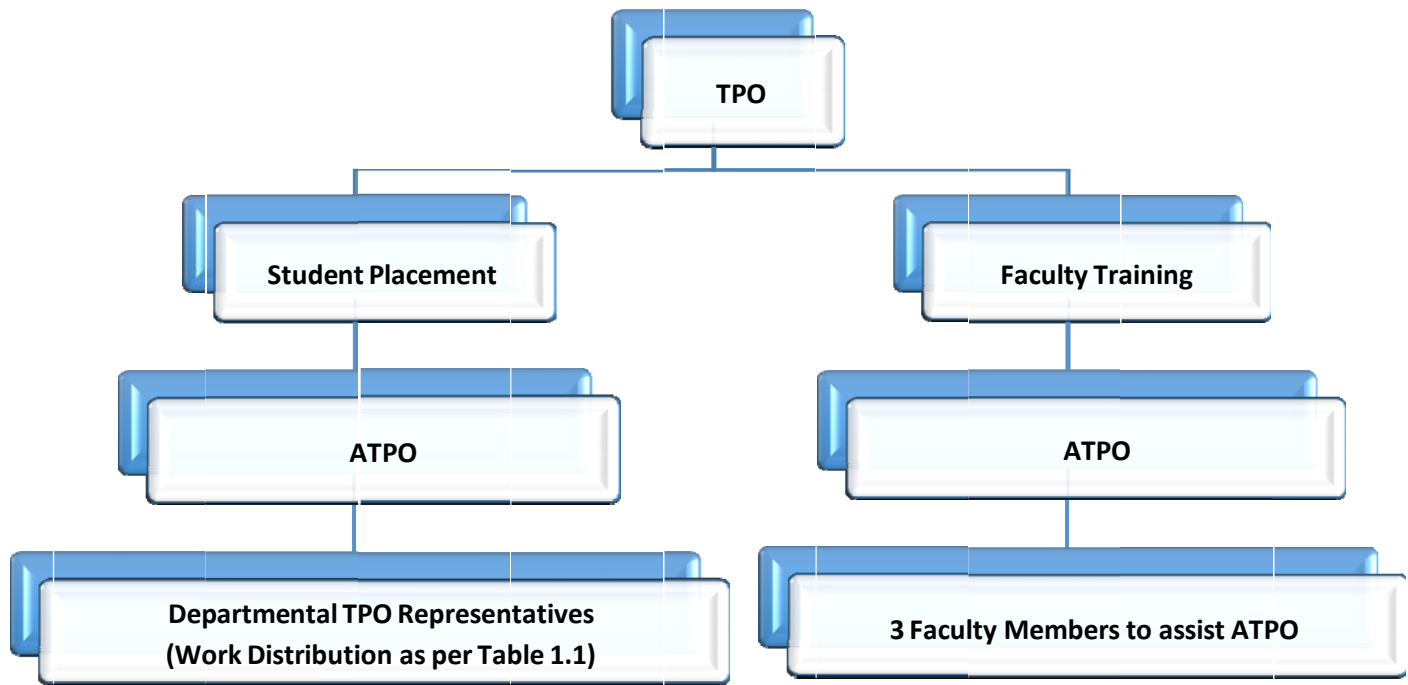 TPO
Student Placement
Faculty Training
ATPO
ATPO
Departmental TPO Representatives
(Work Distribution as per Table 1.1)
3 Faculty Members to assist ATPO